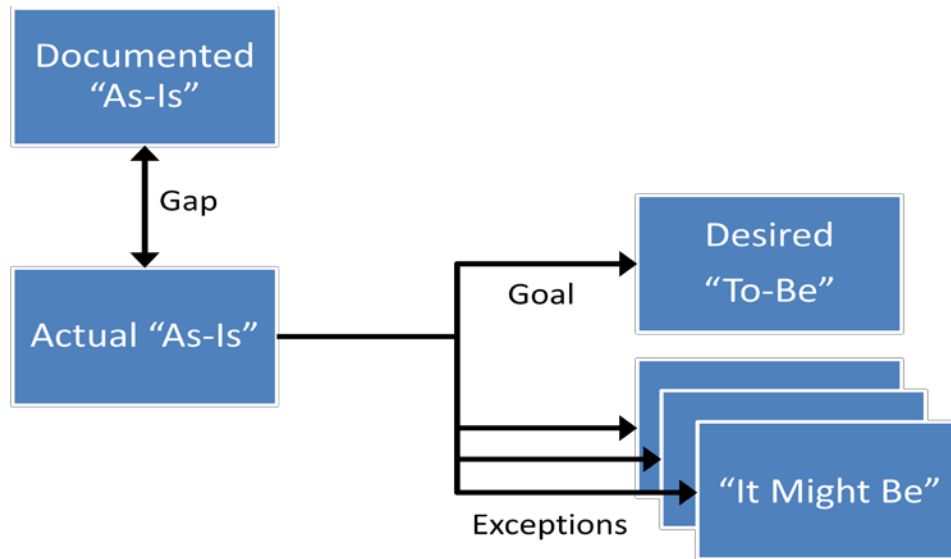 Documented
“As-Is”
Gap
Actual “As-Is”
Goal
Desired
“To-Be”
“It Might Be”
Exceptions